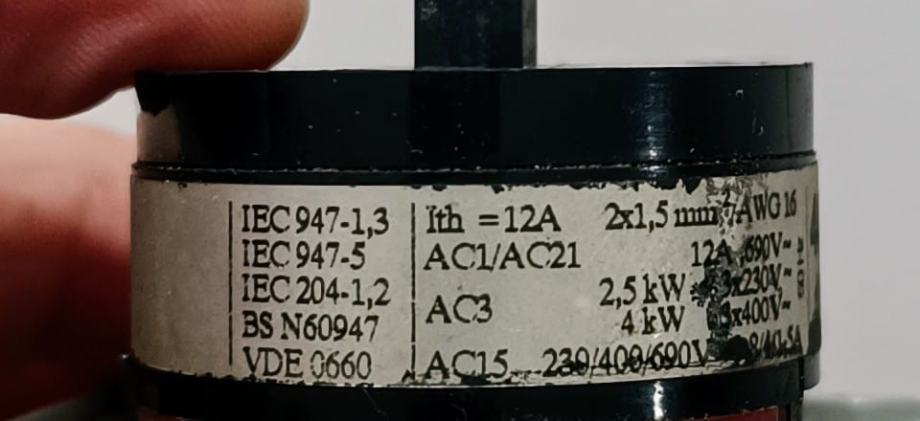 IEC 947-1,3
IEC 947-5
IEC 204-1,2
BS N60947
VDE 0660
Ith = 12A 2x1,5 mm² AWG 16
AC1/AC21 12A ,690V~
AC3 2,5 kW 3x230V~
4 kW 3x400V~
AC15 230/400/690V